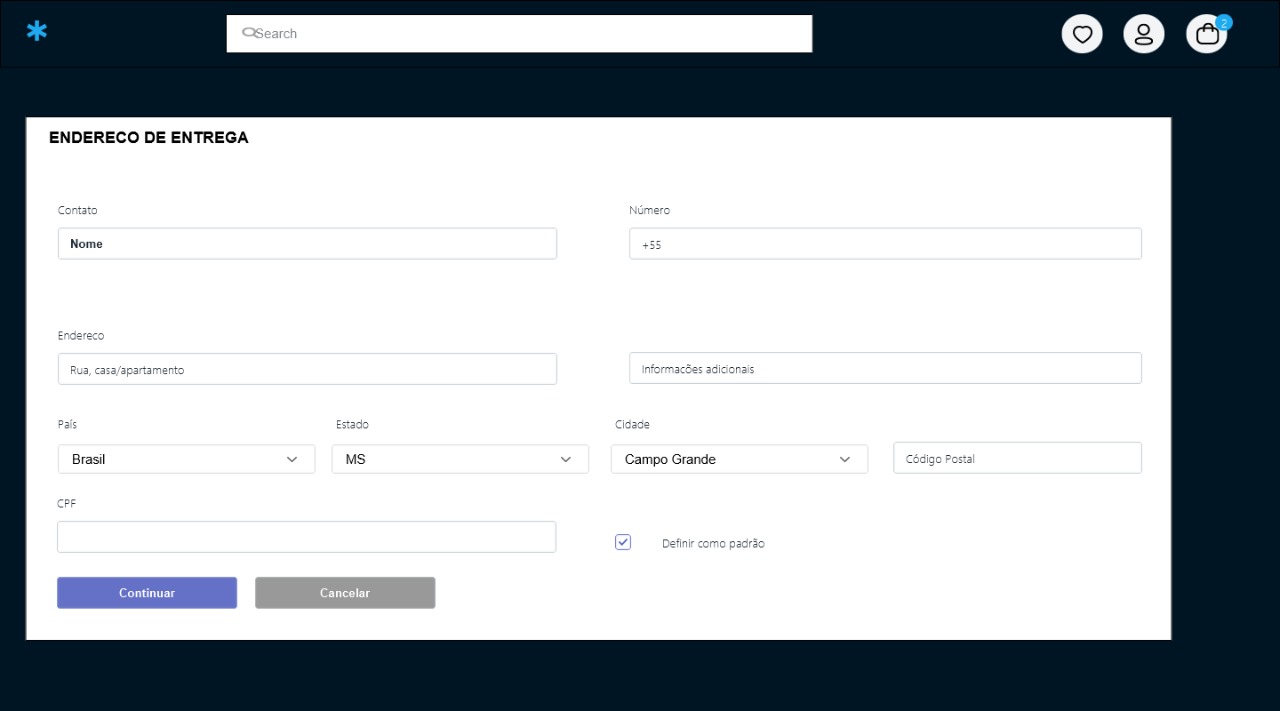 Search
2
ENDERECO DE ENTREGA
Contato
Número
Nome
+55
Endereco
Rua, casa/apartamento
Informacões adicionais
País
Estado
Cidade
Brasil
MS
Campo Grande
Código Postal
CPF
Definir como padrão
Continuar
Cancelar